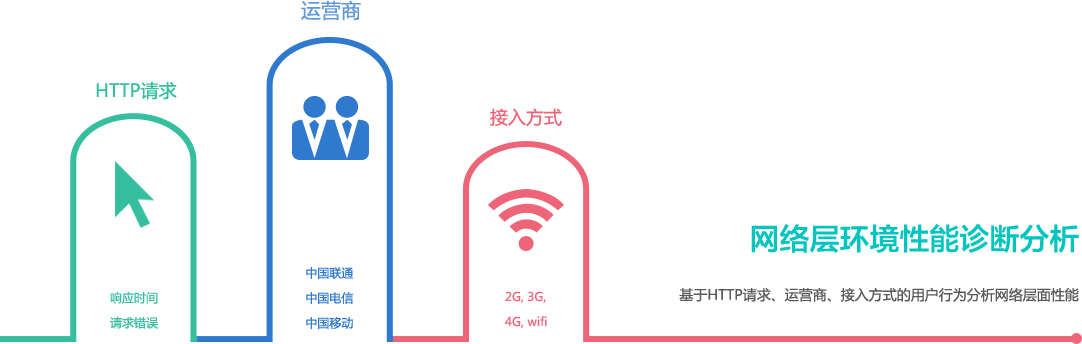 HTTP请求
响应时间
请求错误
运营商
中国联通
中国电信
中国移动
接入方式
2G, 3G,
4G, wifi
网络层环境性能诊断分析
基于HTTP请求、运营商、接入方式的用户行为分析网络层面性能